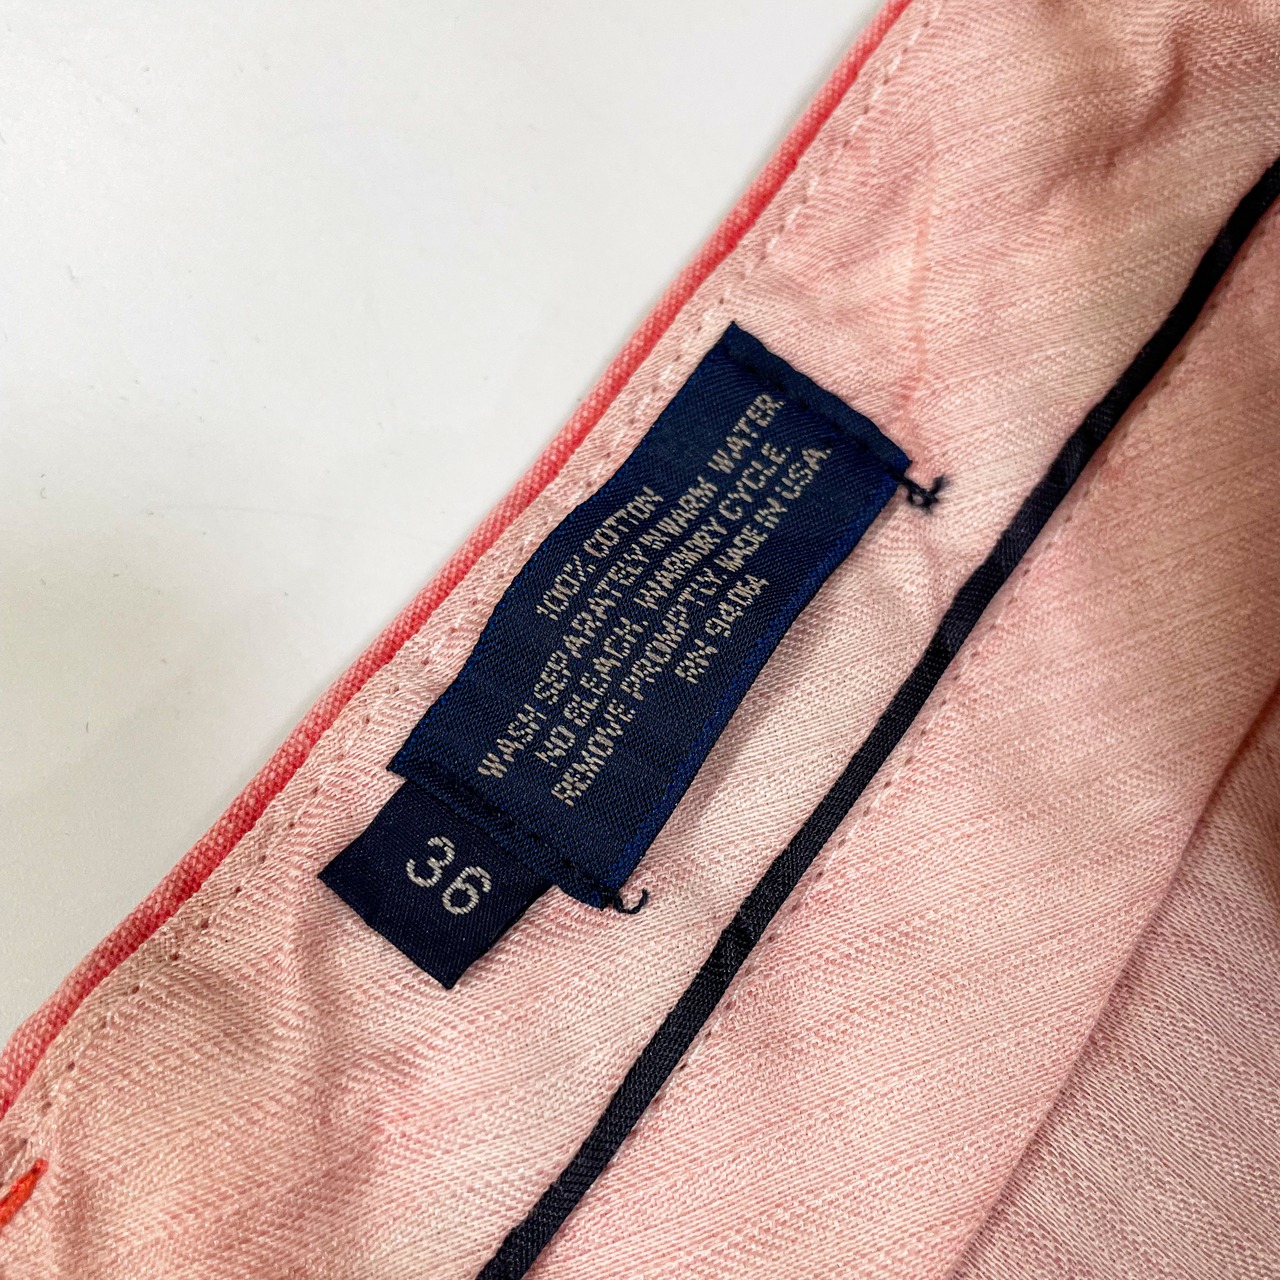 100% COTTON
WASH SEPARATELY IN WARM WATER
NO BLEACH, W/WARM/DRY CYCLE,
REMOVE PROMPTLY. MADE IN USA.
RN 94164
36